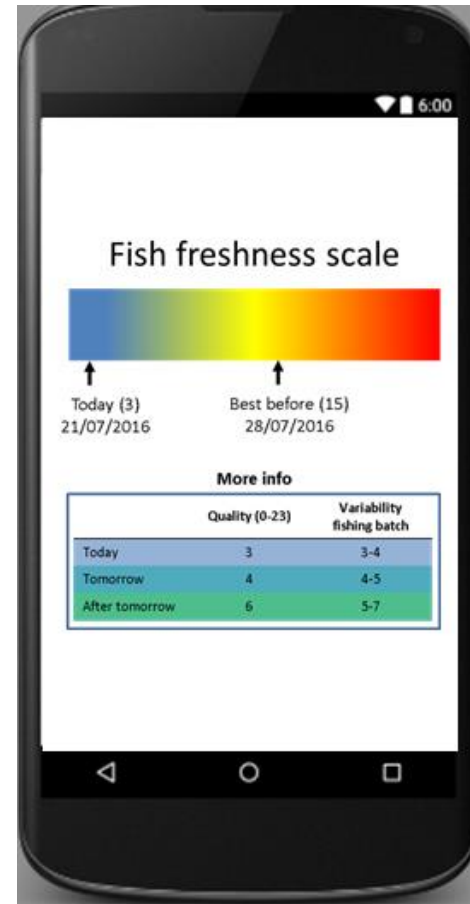 6:00
Fish freshness scale
Today (3)
21/07/2016
Best before (15)
28/07/2016
More info
Quality (0-23)
Variability
fishing batch
Today 3 3-4
Tomorrow 4 4-5
After tomorrow 6 5-7